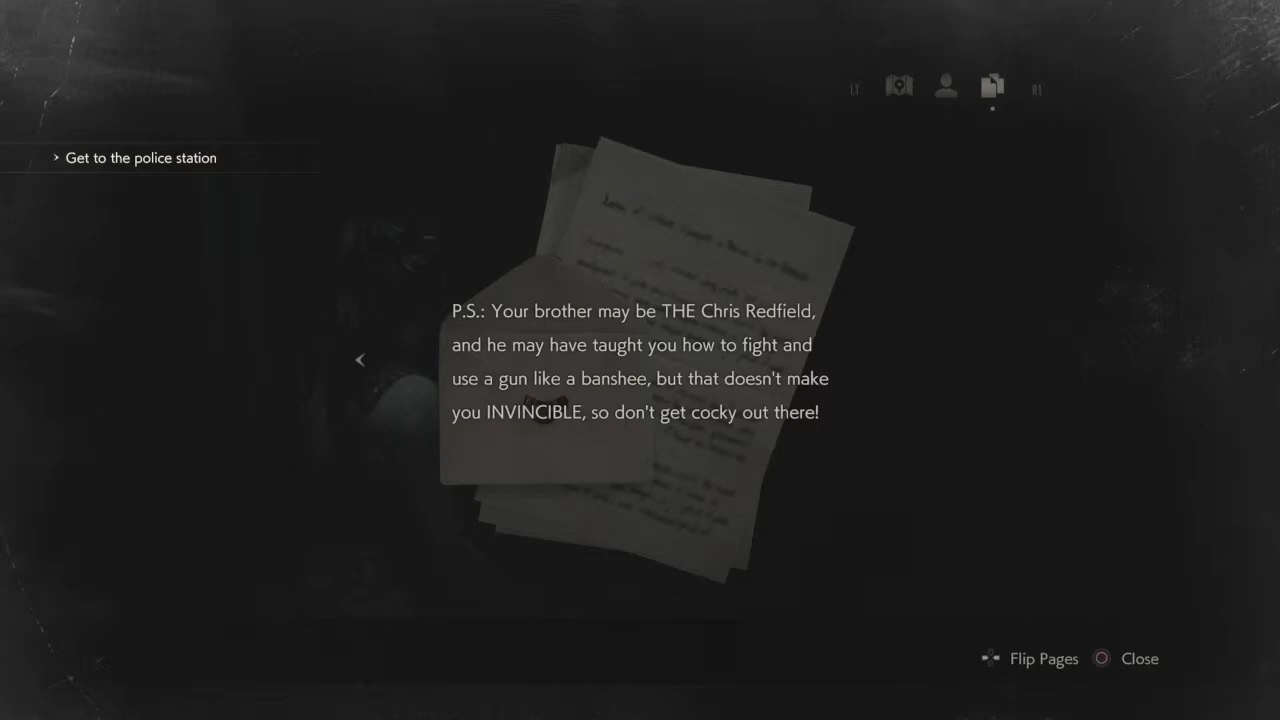 L1 R1
> Get to the police station
P.S.: Your brother may be THE Chris Redfield,
and he may have taught you how to fight and
use a gun like a banshee, but that doesn't make
you INVINCIBLE, so don't get cocky out there!
Flip Pages Close